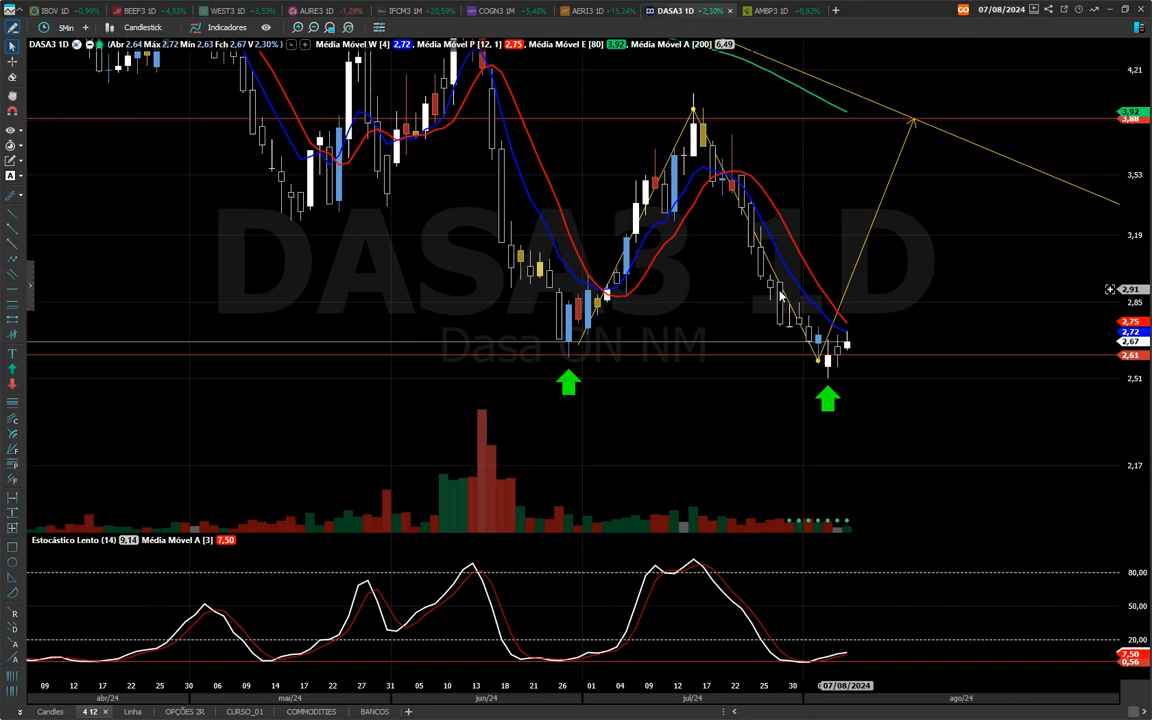 IBOV 1D +0,99% BEEF3 1D +4,83% WEST3 1D +3,33% AURE3 1D -1,29% IFCM3 1M +20,59% COGN3 1M +5,48% AERI3 1D +15,24% DASA3 1D +2,30% × AMBP3 1D +0,92% +
5Min + Candlestick Indicadores GO 07/08/2024
DASA3 1D (Abr 2,64 Máx 2,72 Mín 2,63 Fch 2,67 V 2,30%) Média Móvel W [4] 2,72, Média Móvel P [12, 1] 2,75, Média Móvel E [80] 3,92, Média Móvel A [200] 6,49
4,21
3,92
3,88
3,53
3,19
2,91
2,85
2,75
2,72
2,67
2,61
2,51
2,17
DASA3 1D
Dasa ON NM
Estocástico Lento (14) 9,14 Média Móvel A [3] 7,50
80,00
50,00
20,00
7,50
0,56
09 12 17 22 25 30 06 09 14 17 22 27 31 05 10 13 18 21 26 01 04 09 12 17 22 25 30 07/08/2024
abr/24 mai/24 jun/24 jul/24 ago/24
Candles 4 12 × Linha OPÇÕES 2R CURSO_01 COMMODITIES BANCOS +